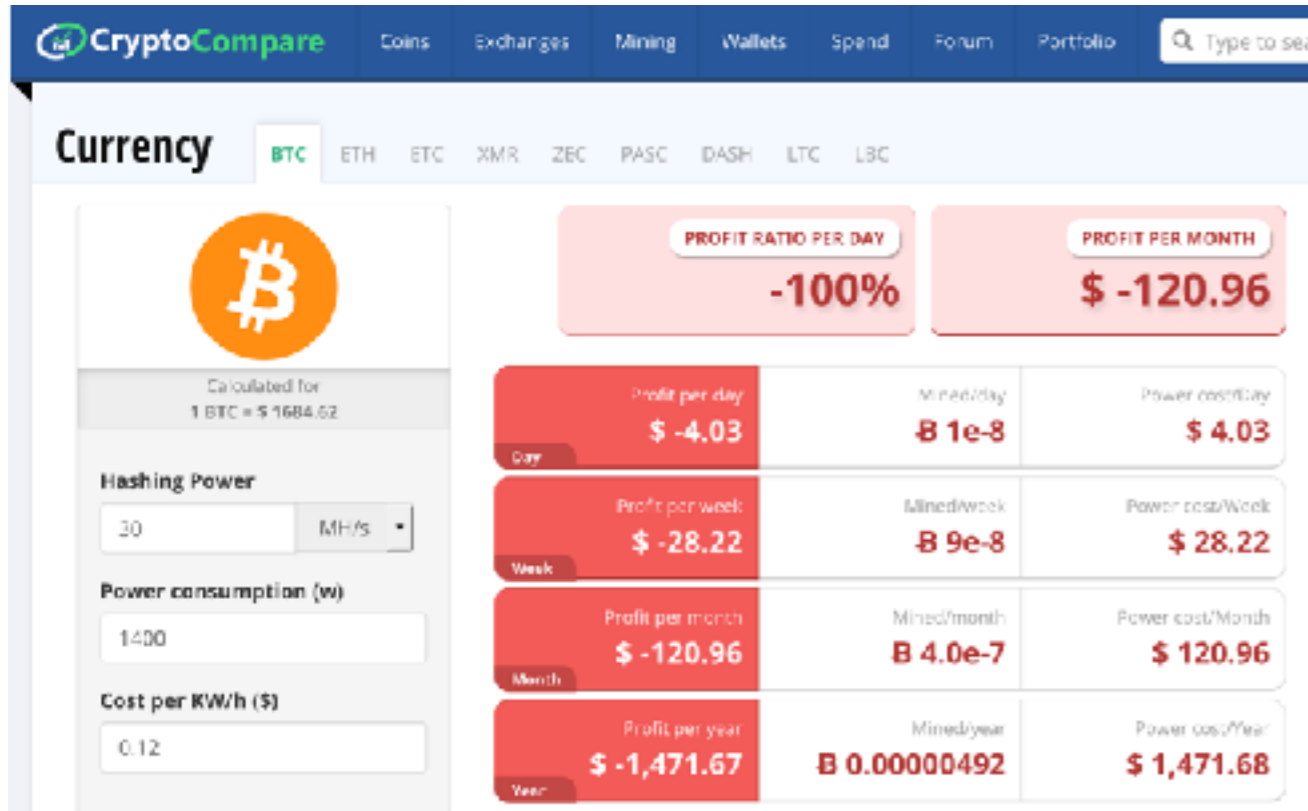 CryptoCompare Coins Exchanges Mining Wallets Spend Forum Portfolio Type to sea
Currency BTC ETH ETC XMR ZEC PASC DASH LTC LBC
PROFIT RATIO PER DAY
-100%
PROFIT PER MONTH
$ -120.96
Calculated for
1 BTC = $ 1684.62
Hashing Power
30 MH/s
Power consumption (w)
1400
Cost per KW/h ($)
0.12
Profit per day Mined/day Power cost/Day
$ -4.03 Ƀ 1e-8 $ 4.03
Day
Profit per week Mined/week Power cost/Week
$ -28.22 Ƀ 9e-8 $ 28.22
Week
Profit per month Mined/month Power cost/Month
$ -120.96 Ƀ 4.0e-7 $ 120.96
Month
Profit per year Mined/year Power cost/Year
$ -1,471.67 Ƀ 0.00000492 $ 1,471.68
Year